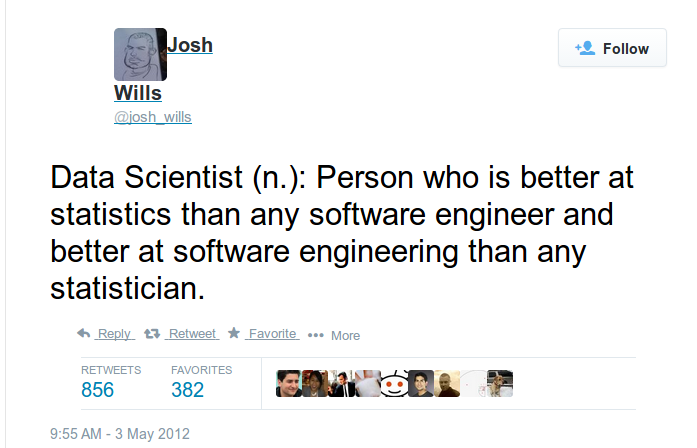 Josh
Wills
@josh_wills
Follow
Data Scientist (n.): Person who is better at
statistics than any software engineer and
better at software engineering than any
statistician.
Reply Retweet Favorite More
RETWEETS FAVORITES
856 382
9:55 AM - 3 May 2012